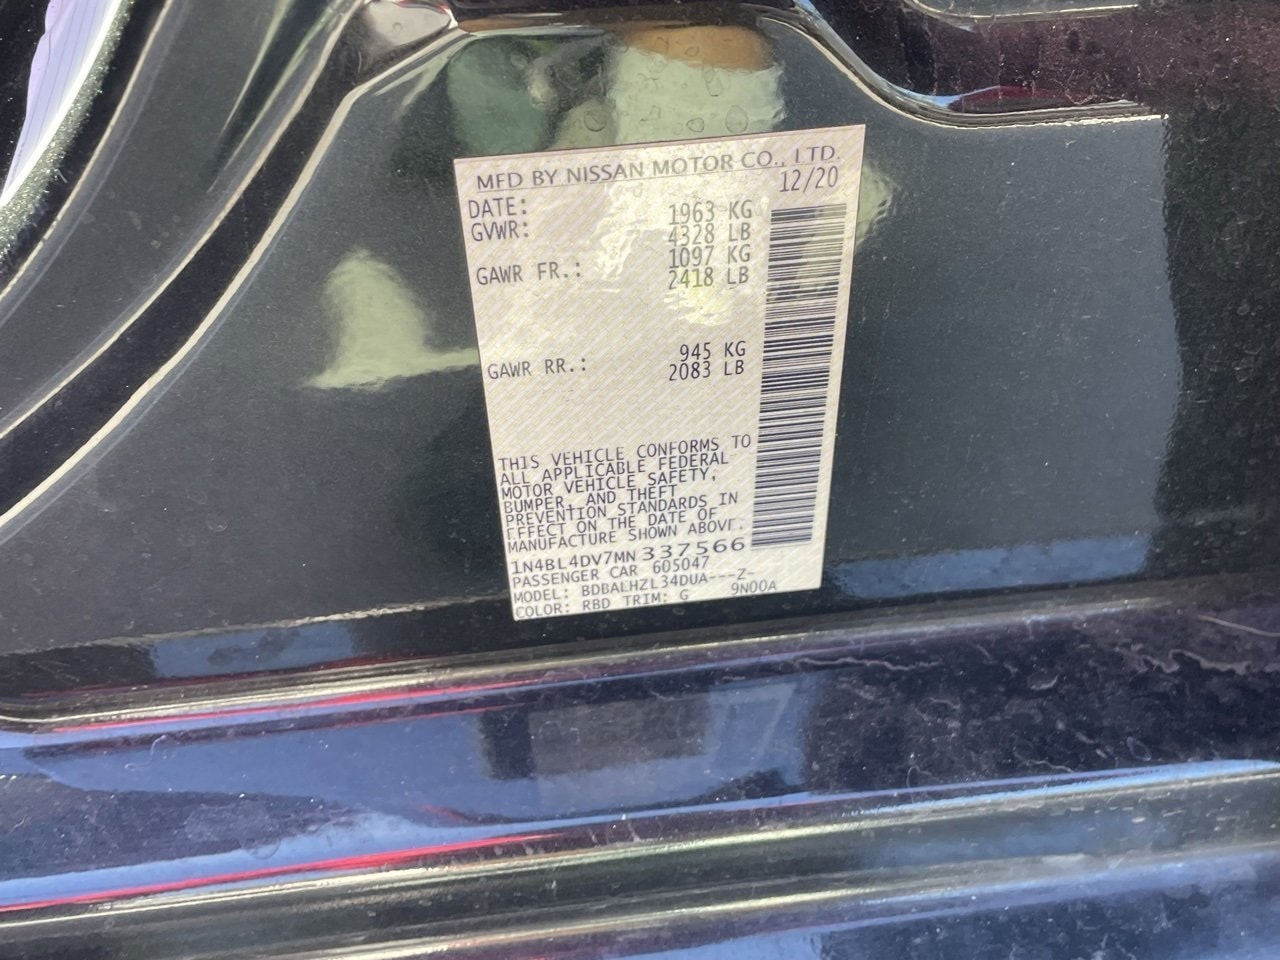 MFD BY NISSAN MOTOR CO., LTD.
DATE: 12/20
GVWR: 1963 KG
4328 LB
GAWR FR.: 1097 KG
2418 LB
GAWR RR.: 945 KG
2083 LB
THIS VEHICLE CONFORMS TO
ALL APPLICABLE FEDERAL
MOTOR VEHICLE SAFETY,
BUMPER, AND THEFT
PREVENTION STANDARDS IN
EFFECT ON THE DATE OF
MANUFACTURE SHOWN ABOVE.
1N4BL4DV7MN337566
PASSENGER CAR 605047
MODEL: BDBALHZL34DUA---Z-
COLOR: RBD TRIM: G 9N00A